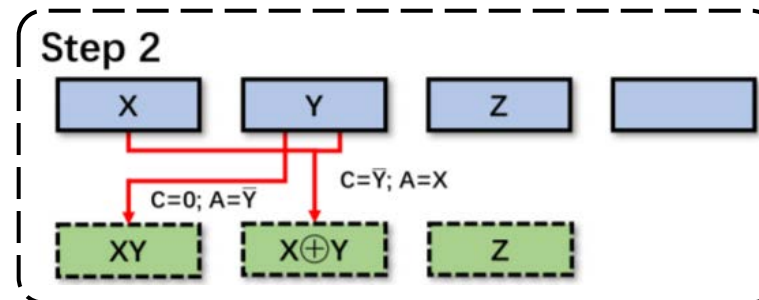 Step 2
X Y Z
C=0; A=Y̅
C=Y̅; A=X
XY X⊕Y Z